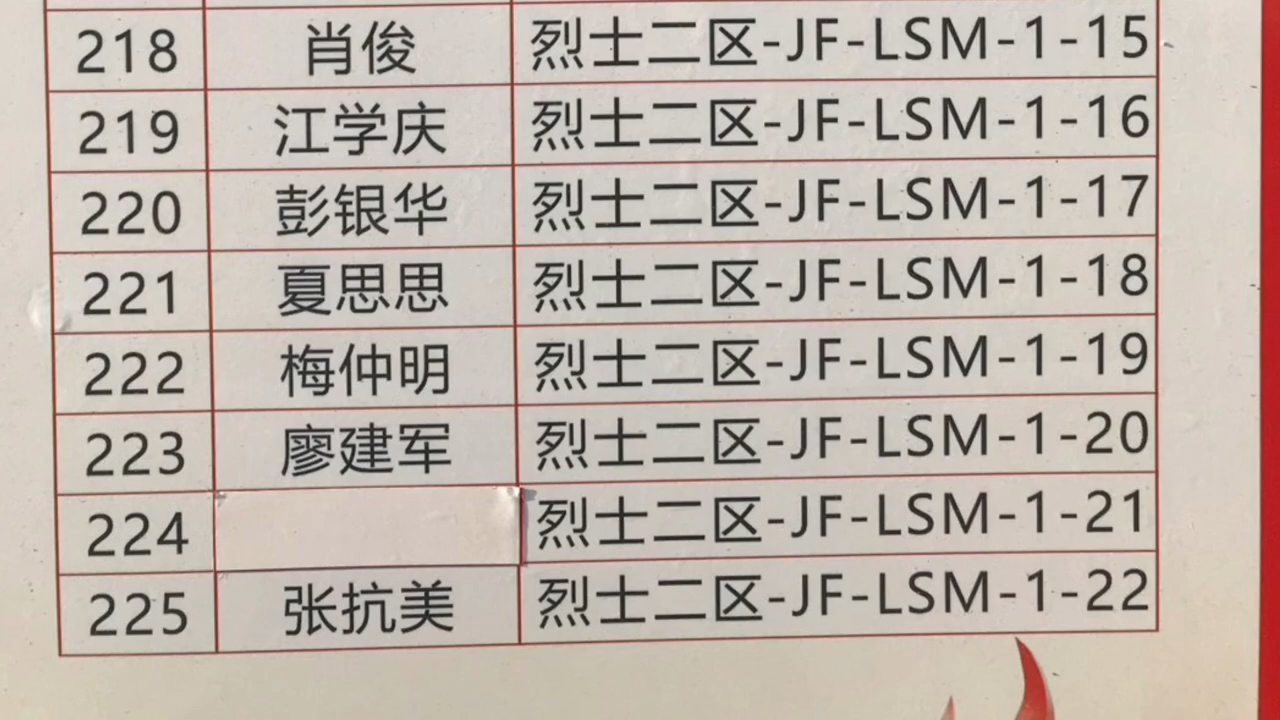 218 肖俊 烈士二区-JF-LSM-1-15
219 江学庆 烈士二区-JF-LSM-1-16
220 彭银华 烈士二区-JF-LSM-1-17
221 夏思思 烈士二区-JF-LSM-1-18
222 梅仲明 烈士二区-JF-LSM-1-19
223 廖建军 烈士二区-JF-LSM-1-20
224 烈士二区-JF-LSM-1-21
225 张抗美 烈士二区-JF-LSM-1-22